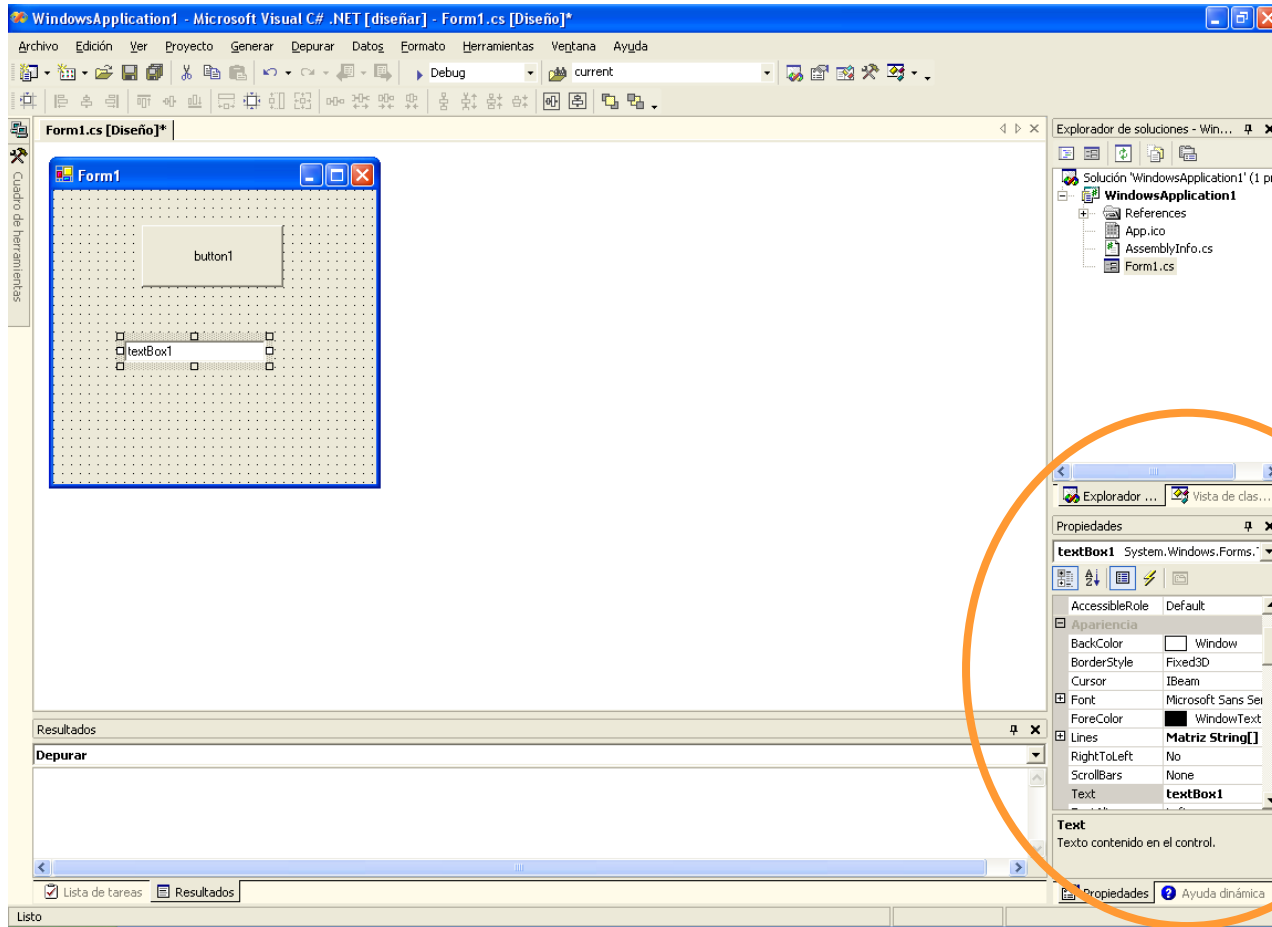 WindowsApplication1 - Microsoft Visual C# .NET [diseñar] - Form1.cs [Diseño]*
Archivo Edición Ver Proyecto Generar Depurar Datos Formato Herramientas Ventana Ayuda
Debug current
Form1.cs [Diseño]*
Cuadro de herramientas
Form1
button1
textBox1
Explorador de soluciones - Win...
Solución 'WindowsApplication1' (1 pr
WindowsApplication1
References
App.ico
AssemblyInfo.cs
Form1.cs
Explorador ... Vista de clas...
Propiedades
textBox1 System.Windows.Forms.
AccessibleRole Default
Apariencia
BackColor Window
BorderStyle Fixed3D
Cursor IBeam
Font Microsoft Sans Ser
ForeColor WindowText
Lines Matriz String[]
RightToLeft No
ScrollBars None
Text textBox1
Text
Texto contenido en el control.
Propiedades Ayuda dinámica
Resultados
Depurar
Lista de tareas Resultados
Listo